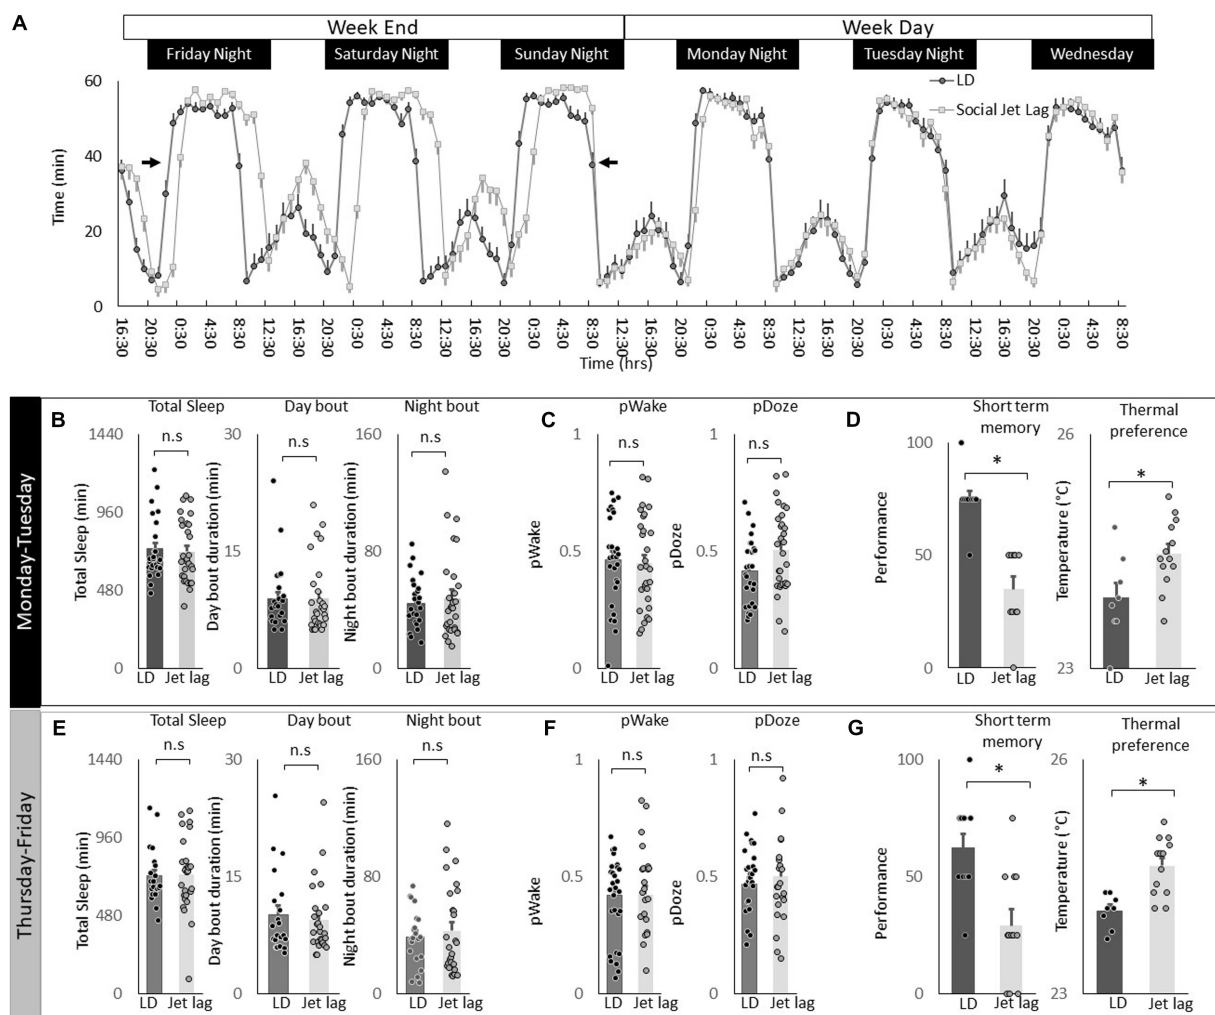 A
Week End
Week Day
Friday Night
Saturday Night
Sunday Night
Monday Night
Tuesday Night
Wednesday
LD
Social Jet Lag
Time (min)
60
40
20
0
16:30
20:30
0:30
4:30
8:30
12:30
16:30
20:30
0:30
4:30
8:30
12:30
16:30
20:30
0:30
4:30
8:30
12:30
16:30
20:30
0:30
4:30
8:30
12:30
16:30
20:30
0:30
4:30
8:30
12:30
16:30
20:30
0:30
4:30
8:30
Time (hrs)
Monday-Tuesday
B
Total Sleep
n.s
Total Sleep (min)
1440
960
480
0
LD
Jet lag
Day bout
n.s
Day bout duration (min)
30
15
0
LD
Jet lag
Night bout
n.s
Night bout duration (min)
160
80
0
LD
Jet lag
C
pWake
n.s
pWake
1
0.5
0
LD
Jet lag
pDoze
n.s
pDoze
1
0.5
0
LD
Jet lag
D
Short term
memory
*
Performance
100
50
0
LD
Jet lag
Thermal
preference
*
Temperature (°C)
26
23
LD
Jet lag
Thursday-Friday
E
Total Sleep
n.s
Total Sleep (min)
1440
960
480
0
LD
Jet lag
Day bout
n.s
Day bout duration (min)
30
15
0
LD
Jet lag
Night bout
n.s
Night bout duration (min)
160
80
0
LD
Jet lag
F
pWake
n.s
pWake
1
0.5
0
LD
Jet lag
pDoze
n.s
pDoze
1
0.5
0
LD
Jet lag
G
Short term
memory
*
Performance
100
50
0
LD
Jet lag
Thermal
preference
*
Temperature (°C)
26
23
LD
Jet lag